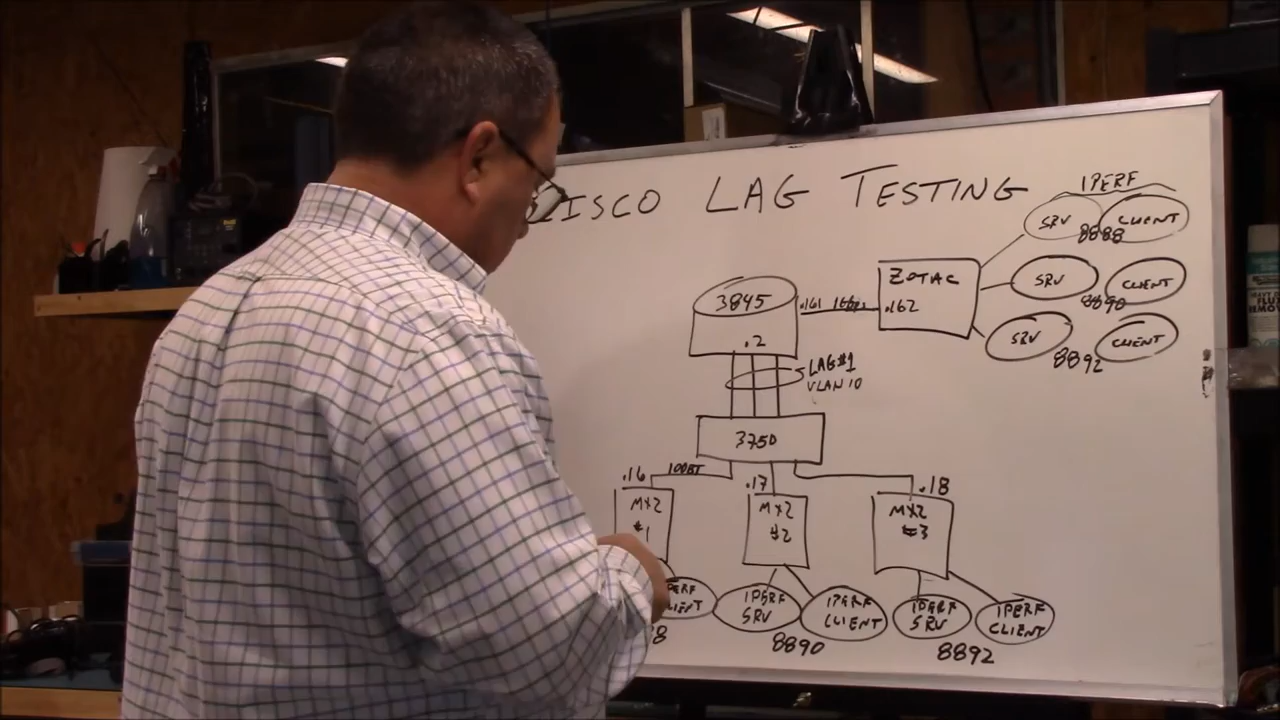 ISCO LAG TESTING
IPERF
SRV CLIENT
8888
ZOTAC
SRV CLIENT
8890
3845
.161
.162
.2
SRV CLIENT
8892
LAG#1
VLAN 10
3750
.16 100BT
.17
.18
MX2
#1
MX2
#2
MX2
#3
IPERF
SRV
IPERF
CLIENT
IPERF
SRV
IPERF
CLIENT
8890
8892